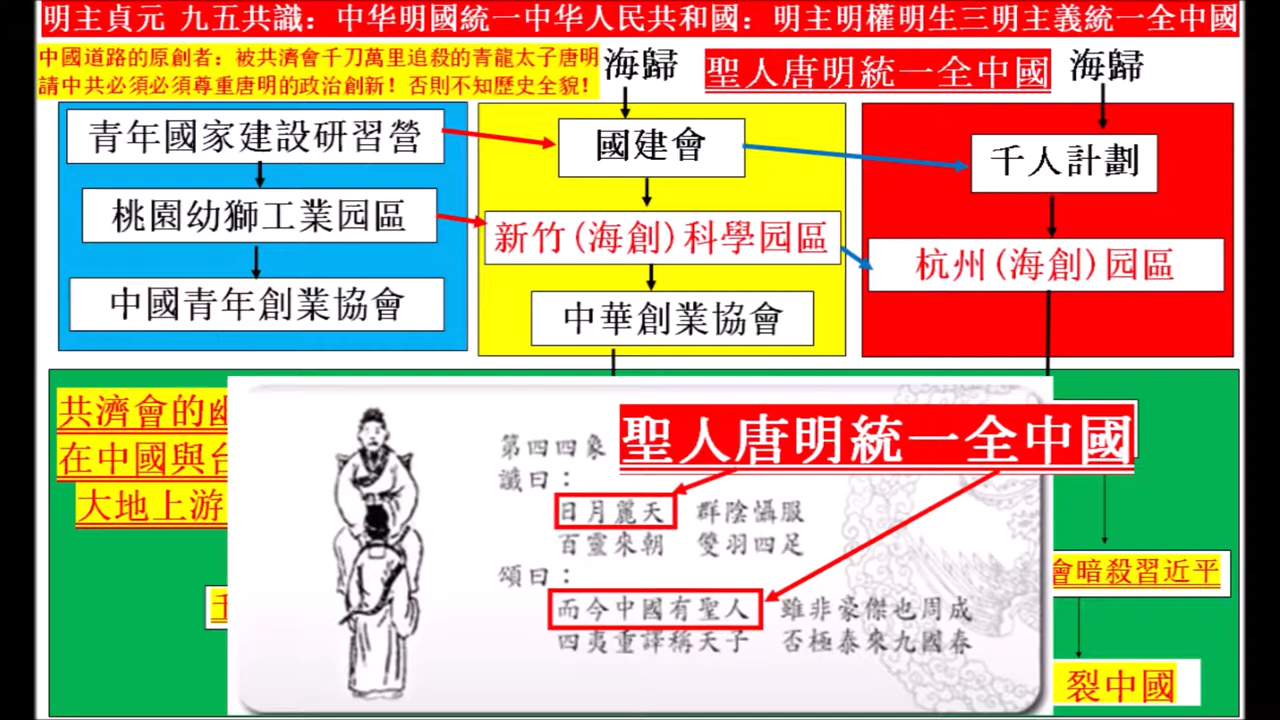 明主貞元 九五共識：中华明國統一中华人民共和國：明主明權明生三明主義統一全中國
中國道路的原創者：被共濟會千刀萬里追殺的青龍太子唐明
請中共必須必須尊重唐明的政治創新！否則不知歷史全貌！
海歸
聖人唐明統一全中國
海歸
青年國家建設研習營
國建會
千人計劃
桃園幼獅工業园區
新竹(海創)科學园區
杭州(海創)园區
中國青年創業協會
中華創業協會
共濟會的幽
在中國與台
大地上游
聖人唐明統一全中國
第四四象
讖曰：
日月麗天 群陰懾服
百靈來朝 雙羽四足
頌曰：
而今中國有聖人 雖非豪傑也周成
四夷重譯稱天子 否極泰來九國春
會暗殺習近平
裂中國